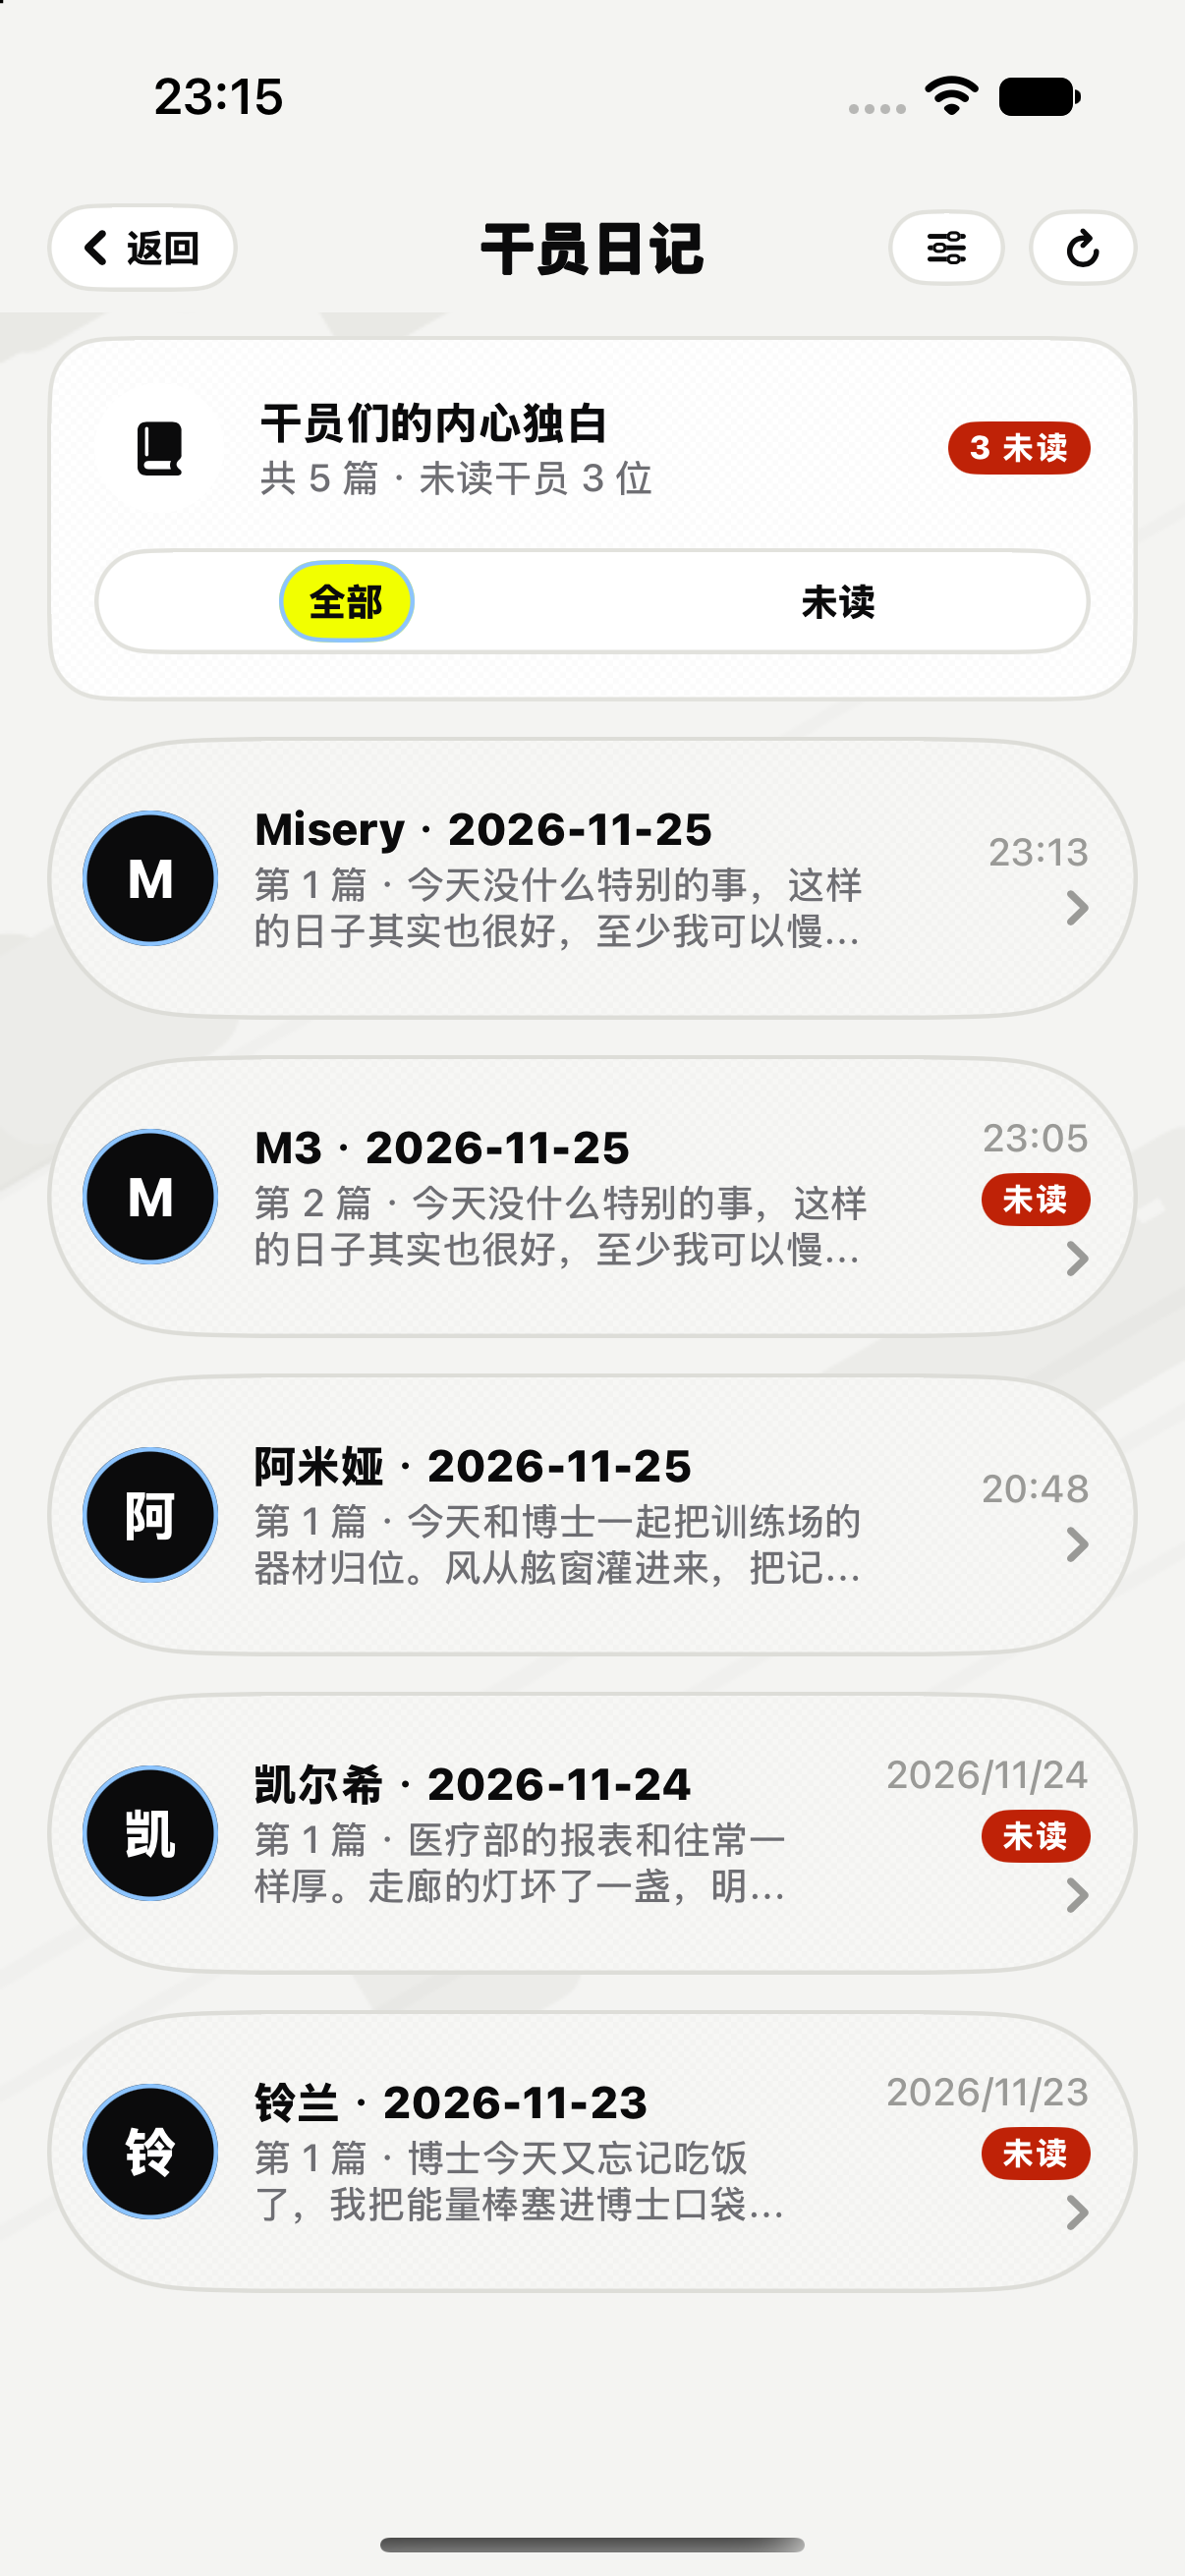 23:15
返回
干员日记
干员们的内心独白
共 5 篇 · 未读干员 3 位
3 未读
全部
未读
M
Misery · 2026-11-25
第 1 篇 · 今天没什么特别的事，这样
的日子其实也很好，至少我可以慢...
23:13
M
M3 · 2026-11-25
第 2 篇 · 今天没什么特别的事，这样
的日子其实也很好，至少我可以慢...
23:05
未读
阿
阿米娅 · 2026-11-25
第 1 篇 · 今天和博士一起把训练场的
器材归位。风从舷窗灌进来，把记...
20:48
凯
凯尔希 · 2026-11-24
第 1 篇 · 医疗部的报表和往常一
样厚。走廊的灯坏了一盏，明...
2026/11/24
未读
铃
铃兰 · 2026-11-23
第 1 篇 · 博士今天又忘记吃饭
了，我把能量棒塞进博士口袋...
2026/11/23
未读